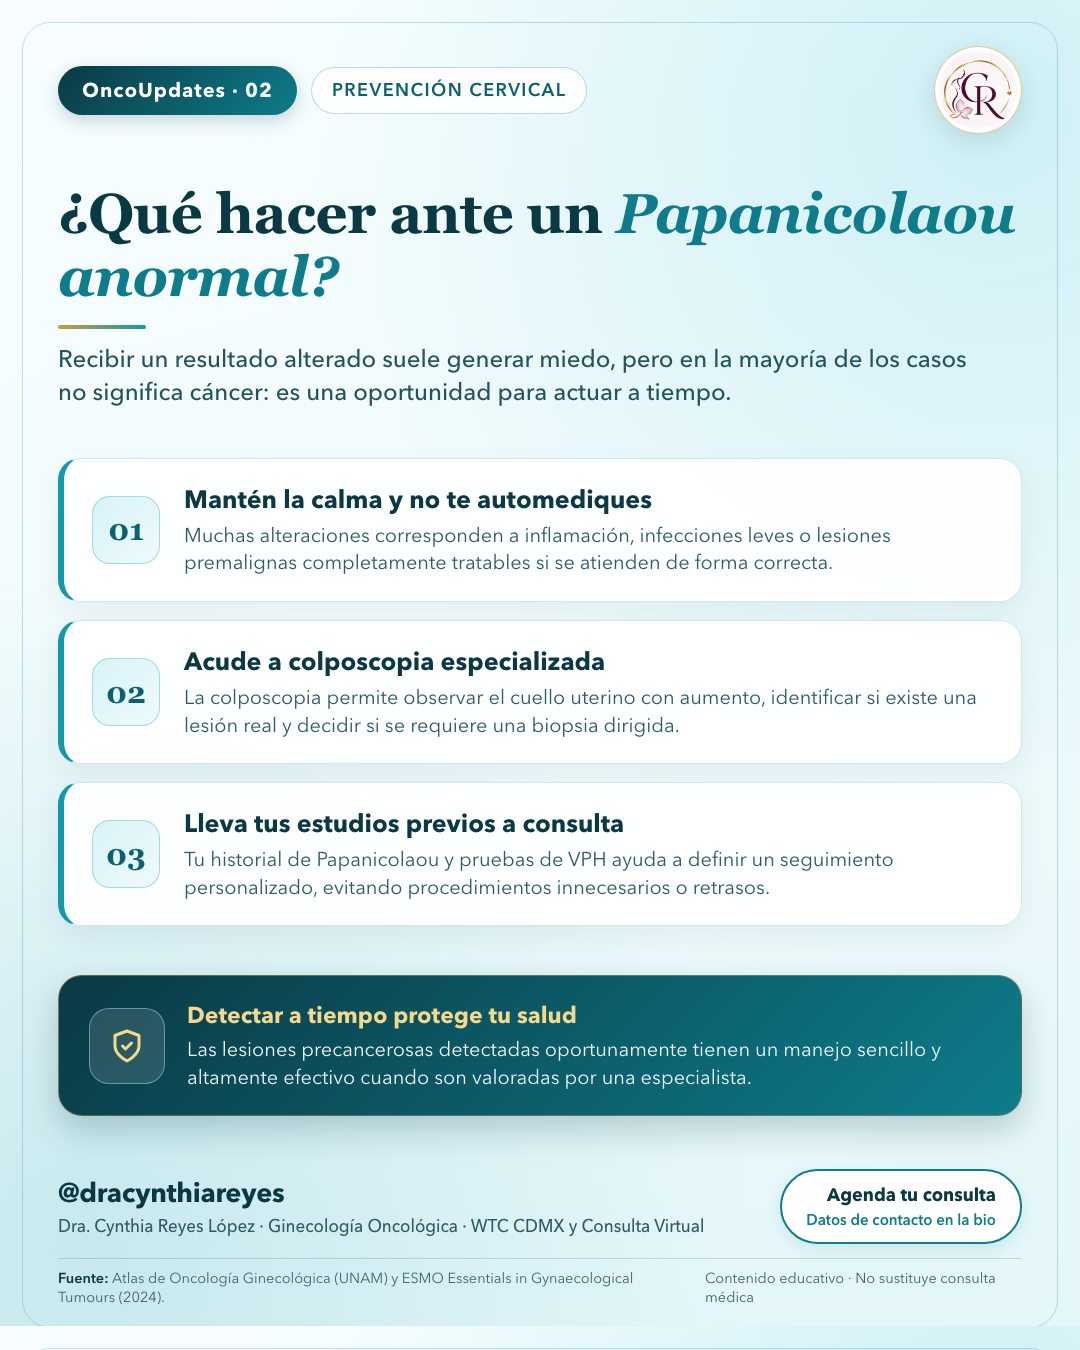 OncoUpdates · 02
PREVENCIÓN CERVICAL
CR
¿Qué hacer ante un Papanicolaou
anormal?
Recibir un resultado alterado suele generar miedo, pero en la mayoría de los casos
no significa cáncer: es una oportunidad para actuar a tiempo.
01
Mantén la calma y no te automediques
Muchas alteraciones corresponden a inflamación, infecciones leves o lesiones
premalignas completamente tratables si se atienden de forma correcta.
02
Acude a colposcopia especializada
La colposcopia permite observar el cuello uterino con aumento, identificar si existe una
lesión real y decidir si se requiere una biopsia dirigida.
03
Lleva tus estudios previos a consulta
Tu historial de Papanicolaou y pruebas de VPH ayuda a definir un seguimiento
personalizado, evitando procedimientos innecesarios o retrasos.
Detectar a tiempo protege tu salud
Las lesiones precancerosas detectadas oportunamente tienen un manejo sencillo y
altamente efectivo cuando son valoradas por una especialista.
@dracynthiareyes
Dra. Cynthia Reyes López · Ginecología Oncológica · WTC CDMX y Consulta Virtual
Agenda tu consulta
Datos de contacto en la bio
Fuente: Atlas de Oncología Ginecológica (UNAM) y ESMO Essentials in Gynaecological
Tumours (2024).
Contenido educativo · No sustituye consulta
médica